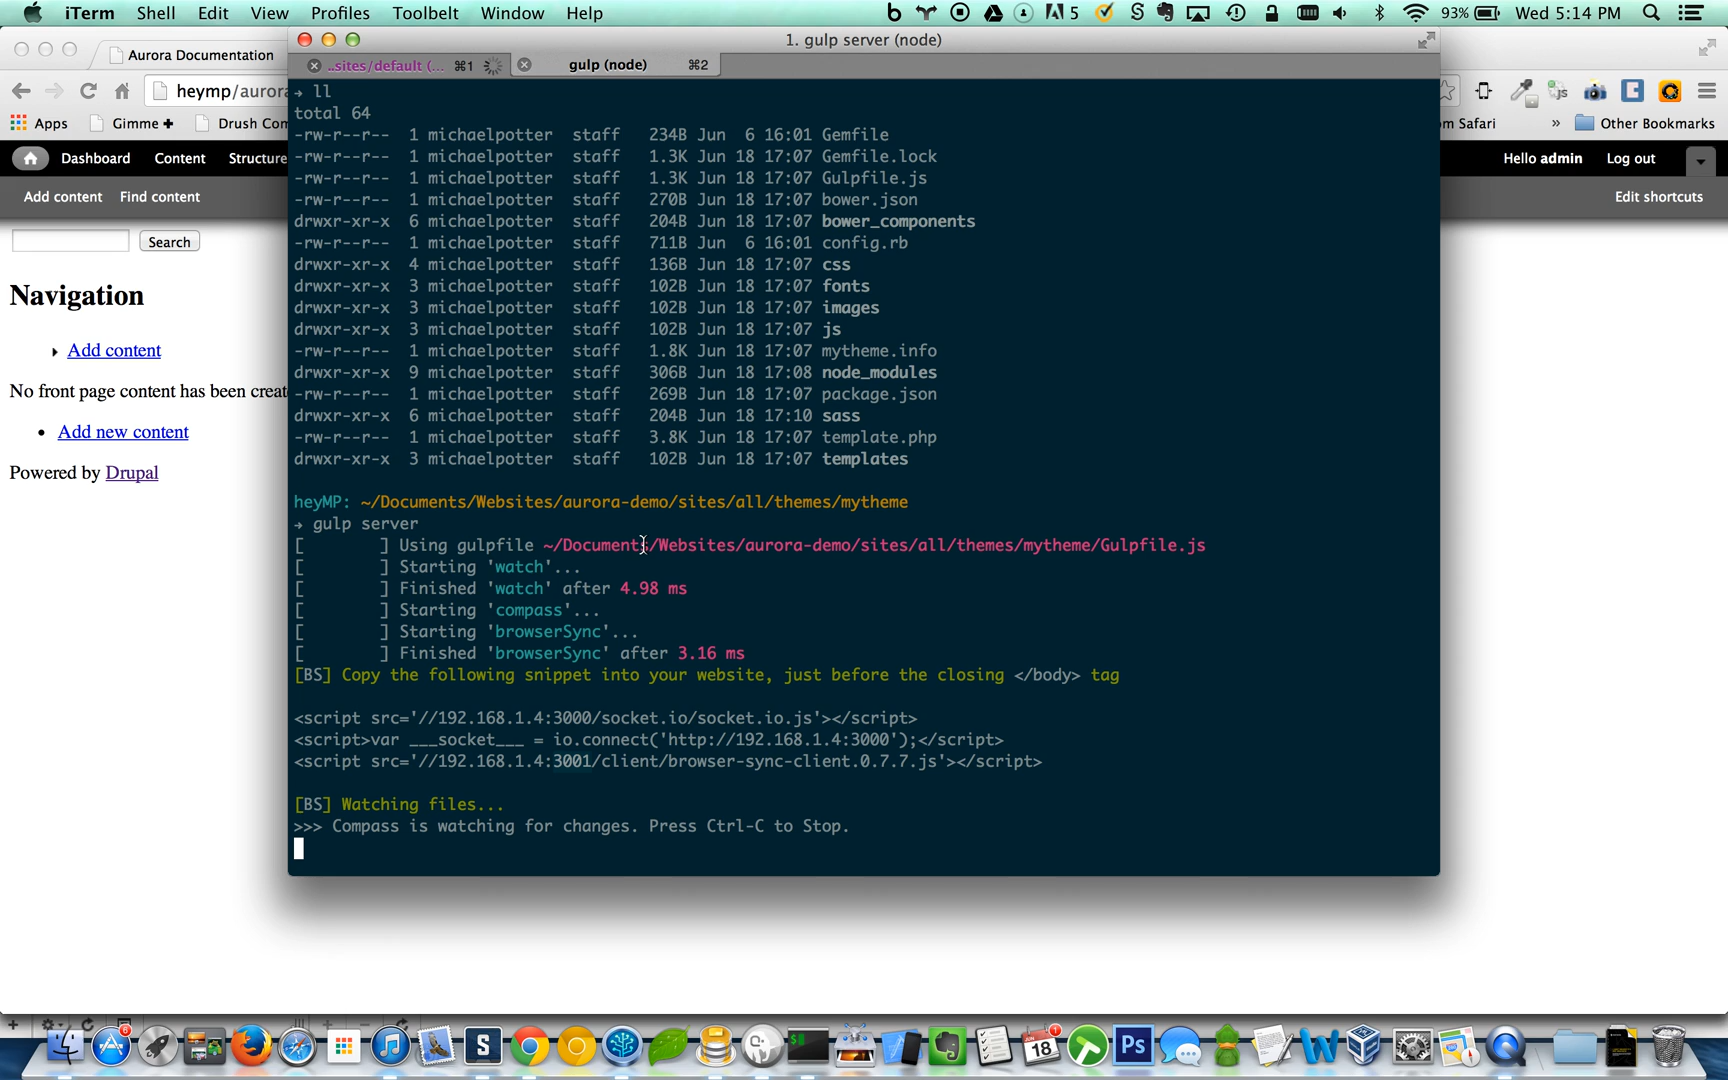 iTerm Shell Edit View Profiles Toolbelt Window Help 5 93% Wed 5:14 PM
1. gulp server (node)
Aurora Documentation
..sites/default (... ⌘1 gulp (node) ⌘2
heymp/auror
Apps Gimme + Drush Com m Safari » Other Bookmarks
Dashboard Content Structure Hello admin Log out
Add content Find content Edit shortcuts
Search
Navigation
Add content
No front page content has been creat
Add new content
Powered by Drupal
→ ll
total 64
-rw-r--r-- 1 michaelpotter staff 234B Jun 6 16:01 Gemfile
-rw-r--r-- 1 michaelpotter staff 1.3K Jun 18 17:07 Gemfile.lock
-rw-r--r-- 1 michaelpotter staff 1.3K Jun 18 17:07 Gulpfile.js
-rw-r--r-- 1 michaelpotter staff 270B Jun 18 17:07 bower.json
drwxr-xr-x 6 michaelpotter staff 204B Jun 18 17:07 bower_components
-rw-r--r-- 1 michaelpotter staff 711B Jun 6 16:01 config.rb
drwxr-xr-x 4 michaelpotter staff 136B Jun 18 17:07 css
drwxr-xr-x 3 michaelpotter staff 102B Jun 18 17:07 fonts
drwxr-xr-x 3 michaelpotter staff 102B Jun 18 17:07 images
drwxr-xr-x 3 michaelpotter staff 102B Jun 18 17:07 js
-rw-r--r-- 1 michaelpotter staff 1.8K Jun 18 17:07 mytheme.info
drwxr-xr-x 9 michaelpotter staff 306B Jun 18 17:08 node_modules
-rw-r--r-- 1 michaelpotter staff 269B Jun 18 17:07 package.json
drwxr-xr-x 6 michaelpotter staff 204B Jun 18 17:10 sass
-rw-r--r-- 1 michaelpotter staff 3.8K Jun 18 17:07 template.php
drwxr-xr-x 3 michaelpotter staff 102B Jun 18 17:07 templates
heyMP: ~/Documents/Websites/aurora-demo/sites/all/themes/mytheme
→ gulp server
[ ] Using gulpfile ~/Documents/Websites/aurora-demo/sites/all/themes/mytheme/Gulpfile.js
[ ] Starting 'watch'...
[ ] Finished 'watch' after 4.98 ms
[ ] Starting 'compass'...
[ ] Starting 'browserSync'...
[ ] Finished 'browserSync' after 3.16 ms
[BS] Copy the following snippet into your website, just before the closing </body> tag
<script src='//192.168.1.4:3000/socket.io/socket.io.js'></script>
<script>var ___socket___ = io.connect('http://192.168.1.4:3000');</script>
<script src='//192.168.1.4:3001/client/browser-sync-client.0.7.7.js'></script>
[BS] Watching files...
>>> Compass is watching for changes. Press Ctrl-C to Stop.